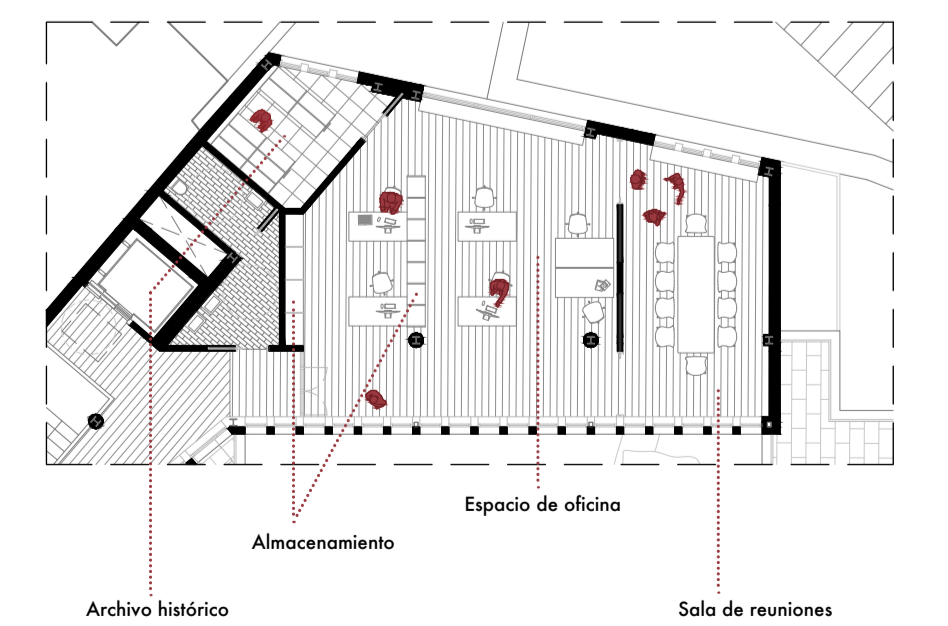 Espacio de oficina
Almacenamiento
Archivo histórico
Sala de reuniones